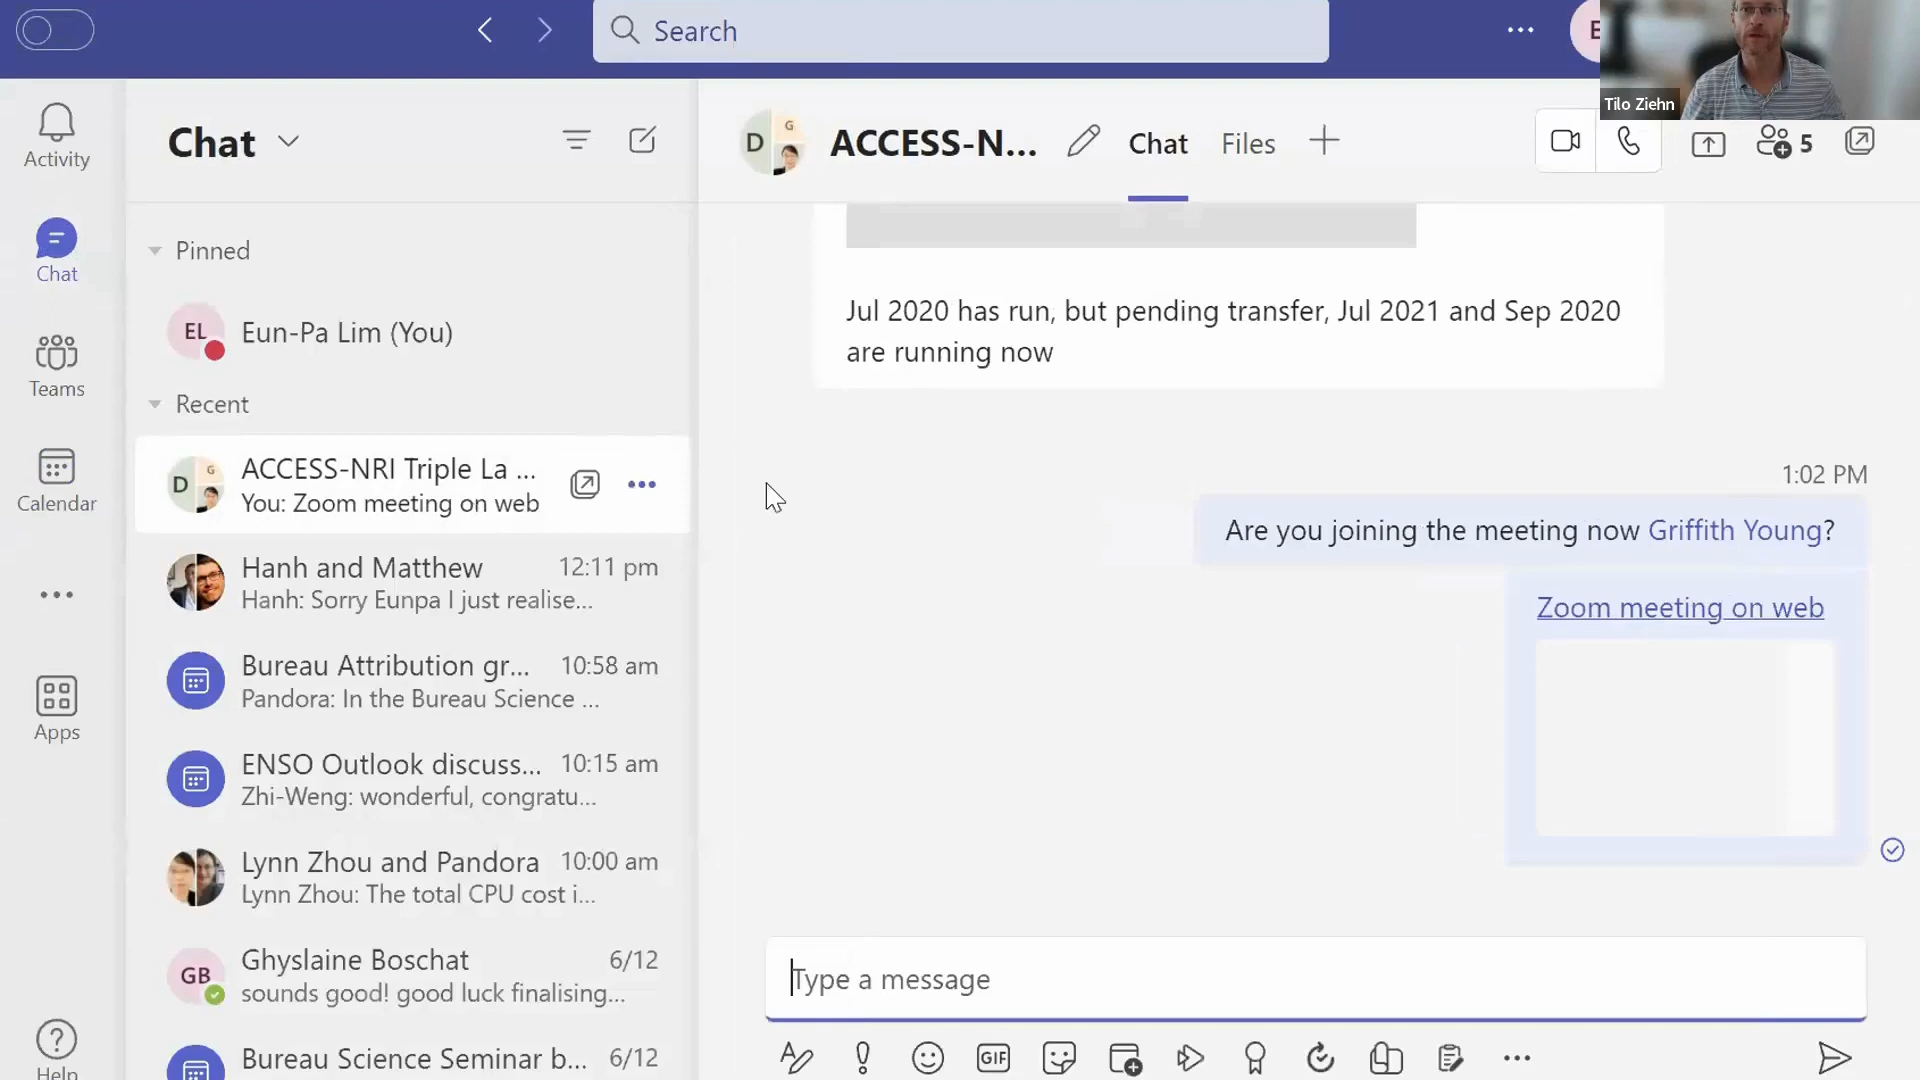 Search
E
Tilo Ziehn
Activity
Chat
Teams
Calendar
Apps
Help
Chat
Pinned
EL
Eun-Pa Lim (You)
Recent
D G
ACCESS-NRI Triple La ...
You: Zoom meeting on web
Hanh and Matthew 12:11 pm
Hanh: Sorry Eunpa I just realise...
Bureau Attribution gr... 10:58 am
Pandora: In the Bureau Science ...
ENSO Outlook discuss... 10:15 am
Zhi-Weng: wonderful, congratu...
Lynn Zhou and Pandora 10:00 am
Lynn Zhou: The total CPU cost i...
GB
Ghyslaine Boschat 6/12
sounds good! good luck finalising...
Bureau Science Seminar b... 6/12
D G
ACCESS-N... Chat Files
5
Jul 2020 has run, but pending transfer, Jul 2021 and Sep 2020
are running now
1:02 PM
Are you joining the meeting now Griffith Young?
Zoom meeting on web
Type a message
GIF